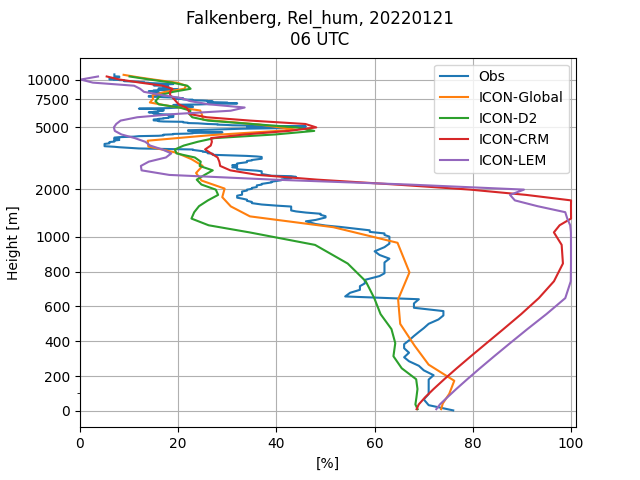 Falkenberg, Rel_hum, 20220121
06 UTC
Obs
ICON-Global
ICON-D2
ICON-CRM
ICON-LEM
Height [m]
10000
7500
5000
2000
1000
800
600
400
200
0
0 20 40 60 80 100
[%]